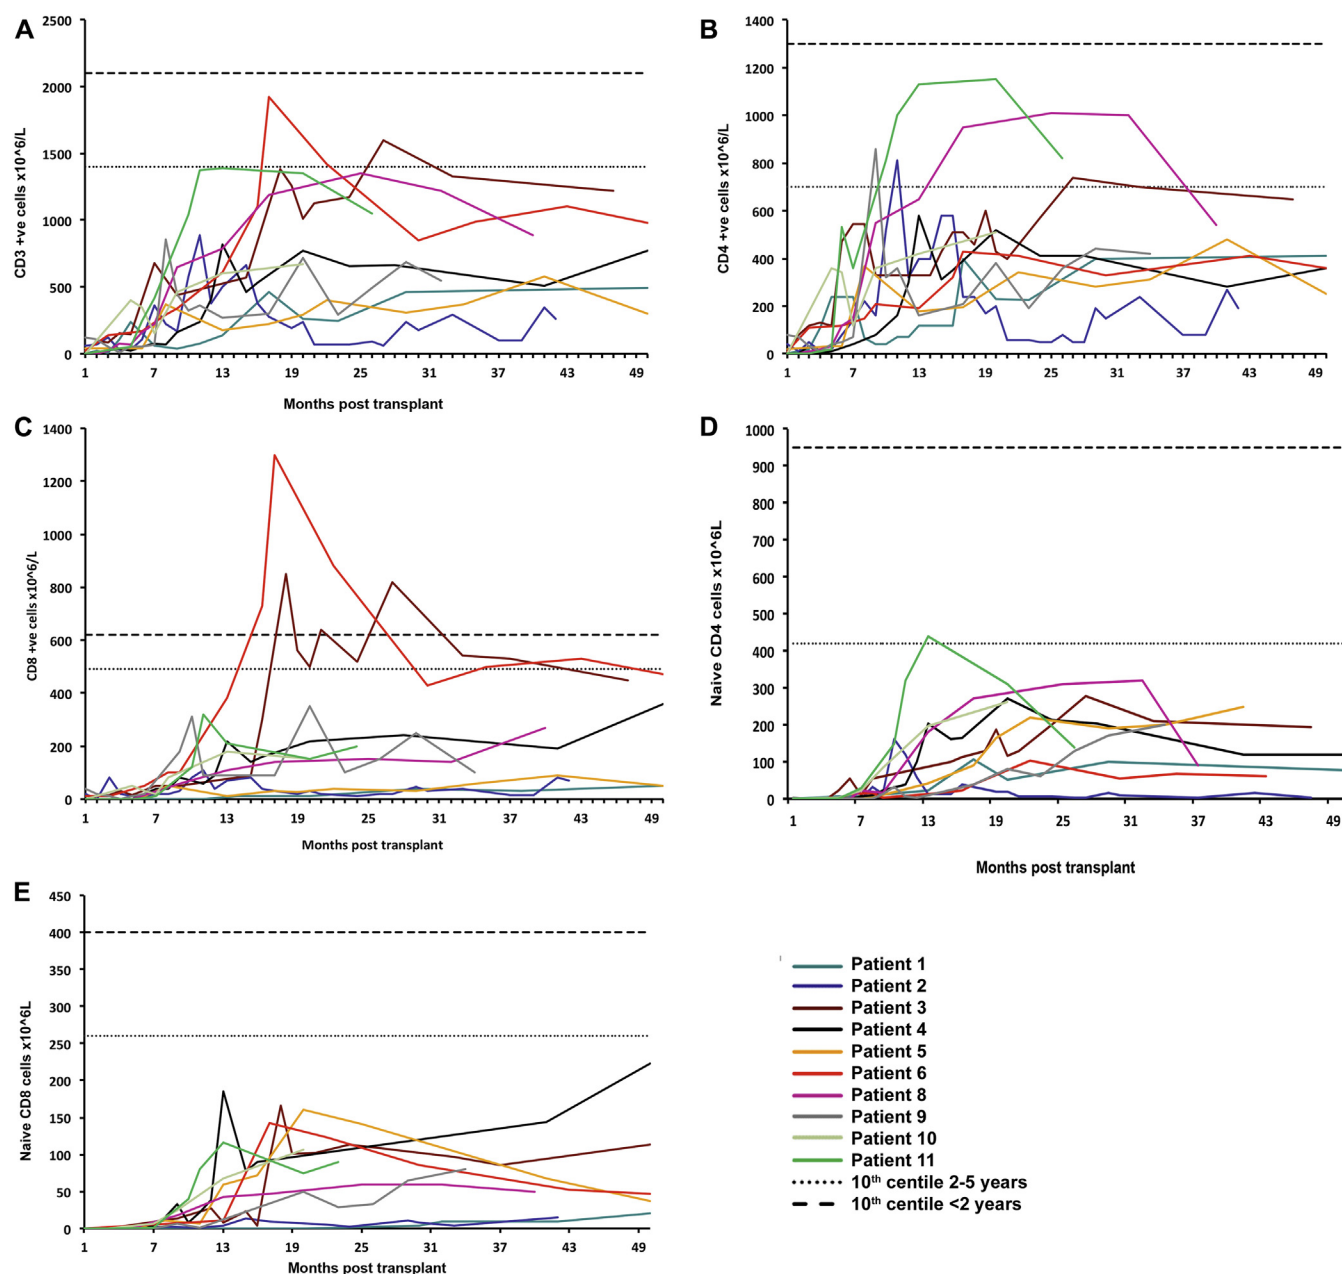 A
CD3 +ve cells x10^6/L
2500
2000
1500
1000
500
0
1 7 13 19 25 31 37 43 49
Months post transplant
B
CD4 +ve cells x10^6/L
1400
1200
1000
800
600
400
200
0
1 7 13 19 25 31 37 43 49
C
CD8 +ve cells x10^6/L
1400
1200
1000
800
600
400
200
0
1 7 13 19 25 31 37 49
Months post transplant
D
Naive CD4 cells x10^6L
1000
900
800
700
600
500
400
300
200
100
0
1 7 13 19 25 31 37 43 49
Months post transplant
E
Naive CD8 cells x10^6L
450
400
350
300
250
200
150
100
50
0
1 7 13 19 25 31 37 43 49
Months post transplant
Patient 1
Patient 2
Patient 3
Patient 4
Patient 5
Patient 6
Patient 8
Patient 9
Patient 10
Patient 11
10th centile 2-5 years
10th centile <2 years